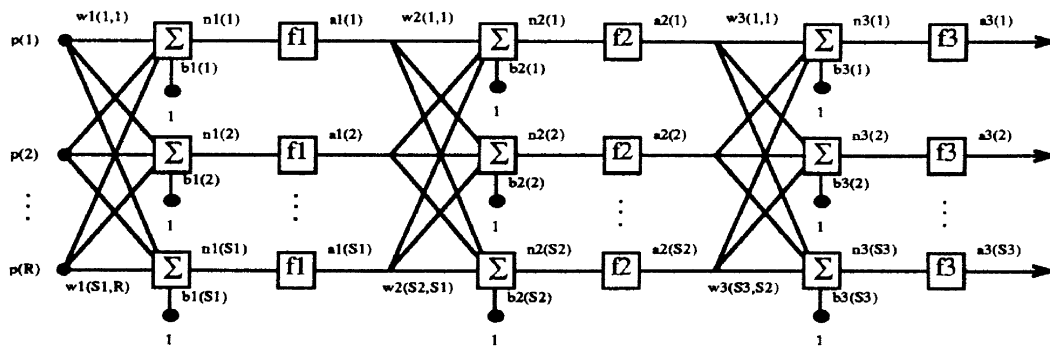 w1(1,1) n1(1) a1(1) w2(1,1) n2(1) a2(1) w3(1,1) n3(1) a3(1)
p(1) Σ f1 Σ f2 Σ f3
b1(1) b2(1) b3(1)
1 1 1
n1(2) a1(2) n2(2) a2(2) n3(2) a3(2)
p(2) Σ f1 Σ f2 Σ f3
b1(2) b2(2) b3(2)
1 1 1
n1(S1) a1(S1) n2(S2) a2(S2) n3(S3) a3(S3)
p(R) Σ f1 Σ f2 Σ f3
w1(S1,R) b1(S1) w2(S2,S1) b2(S2) w3(S3,S2) b3(S3)
1 1 1